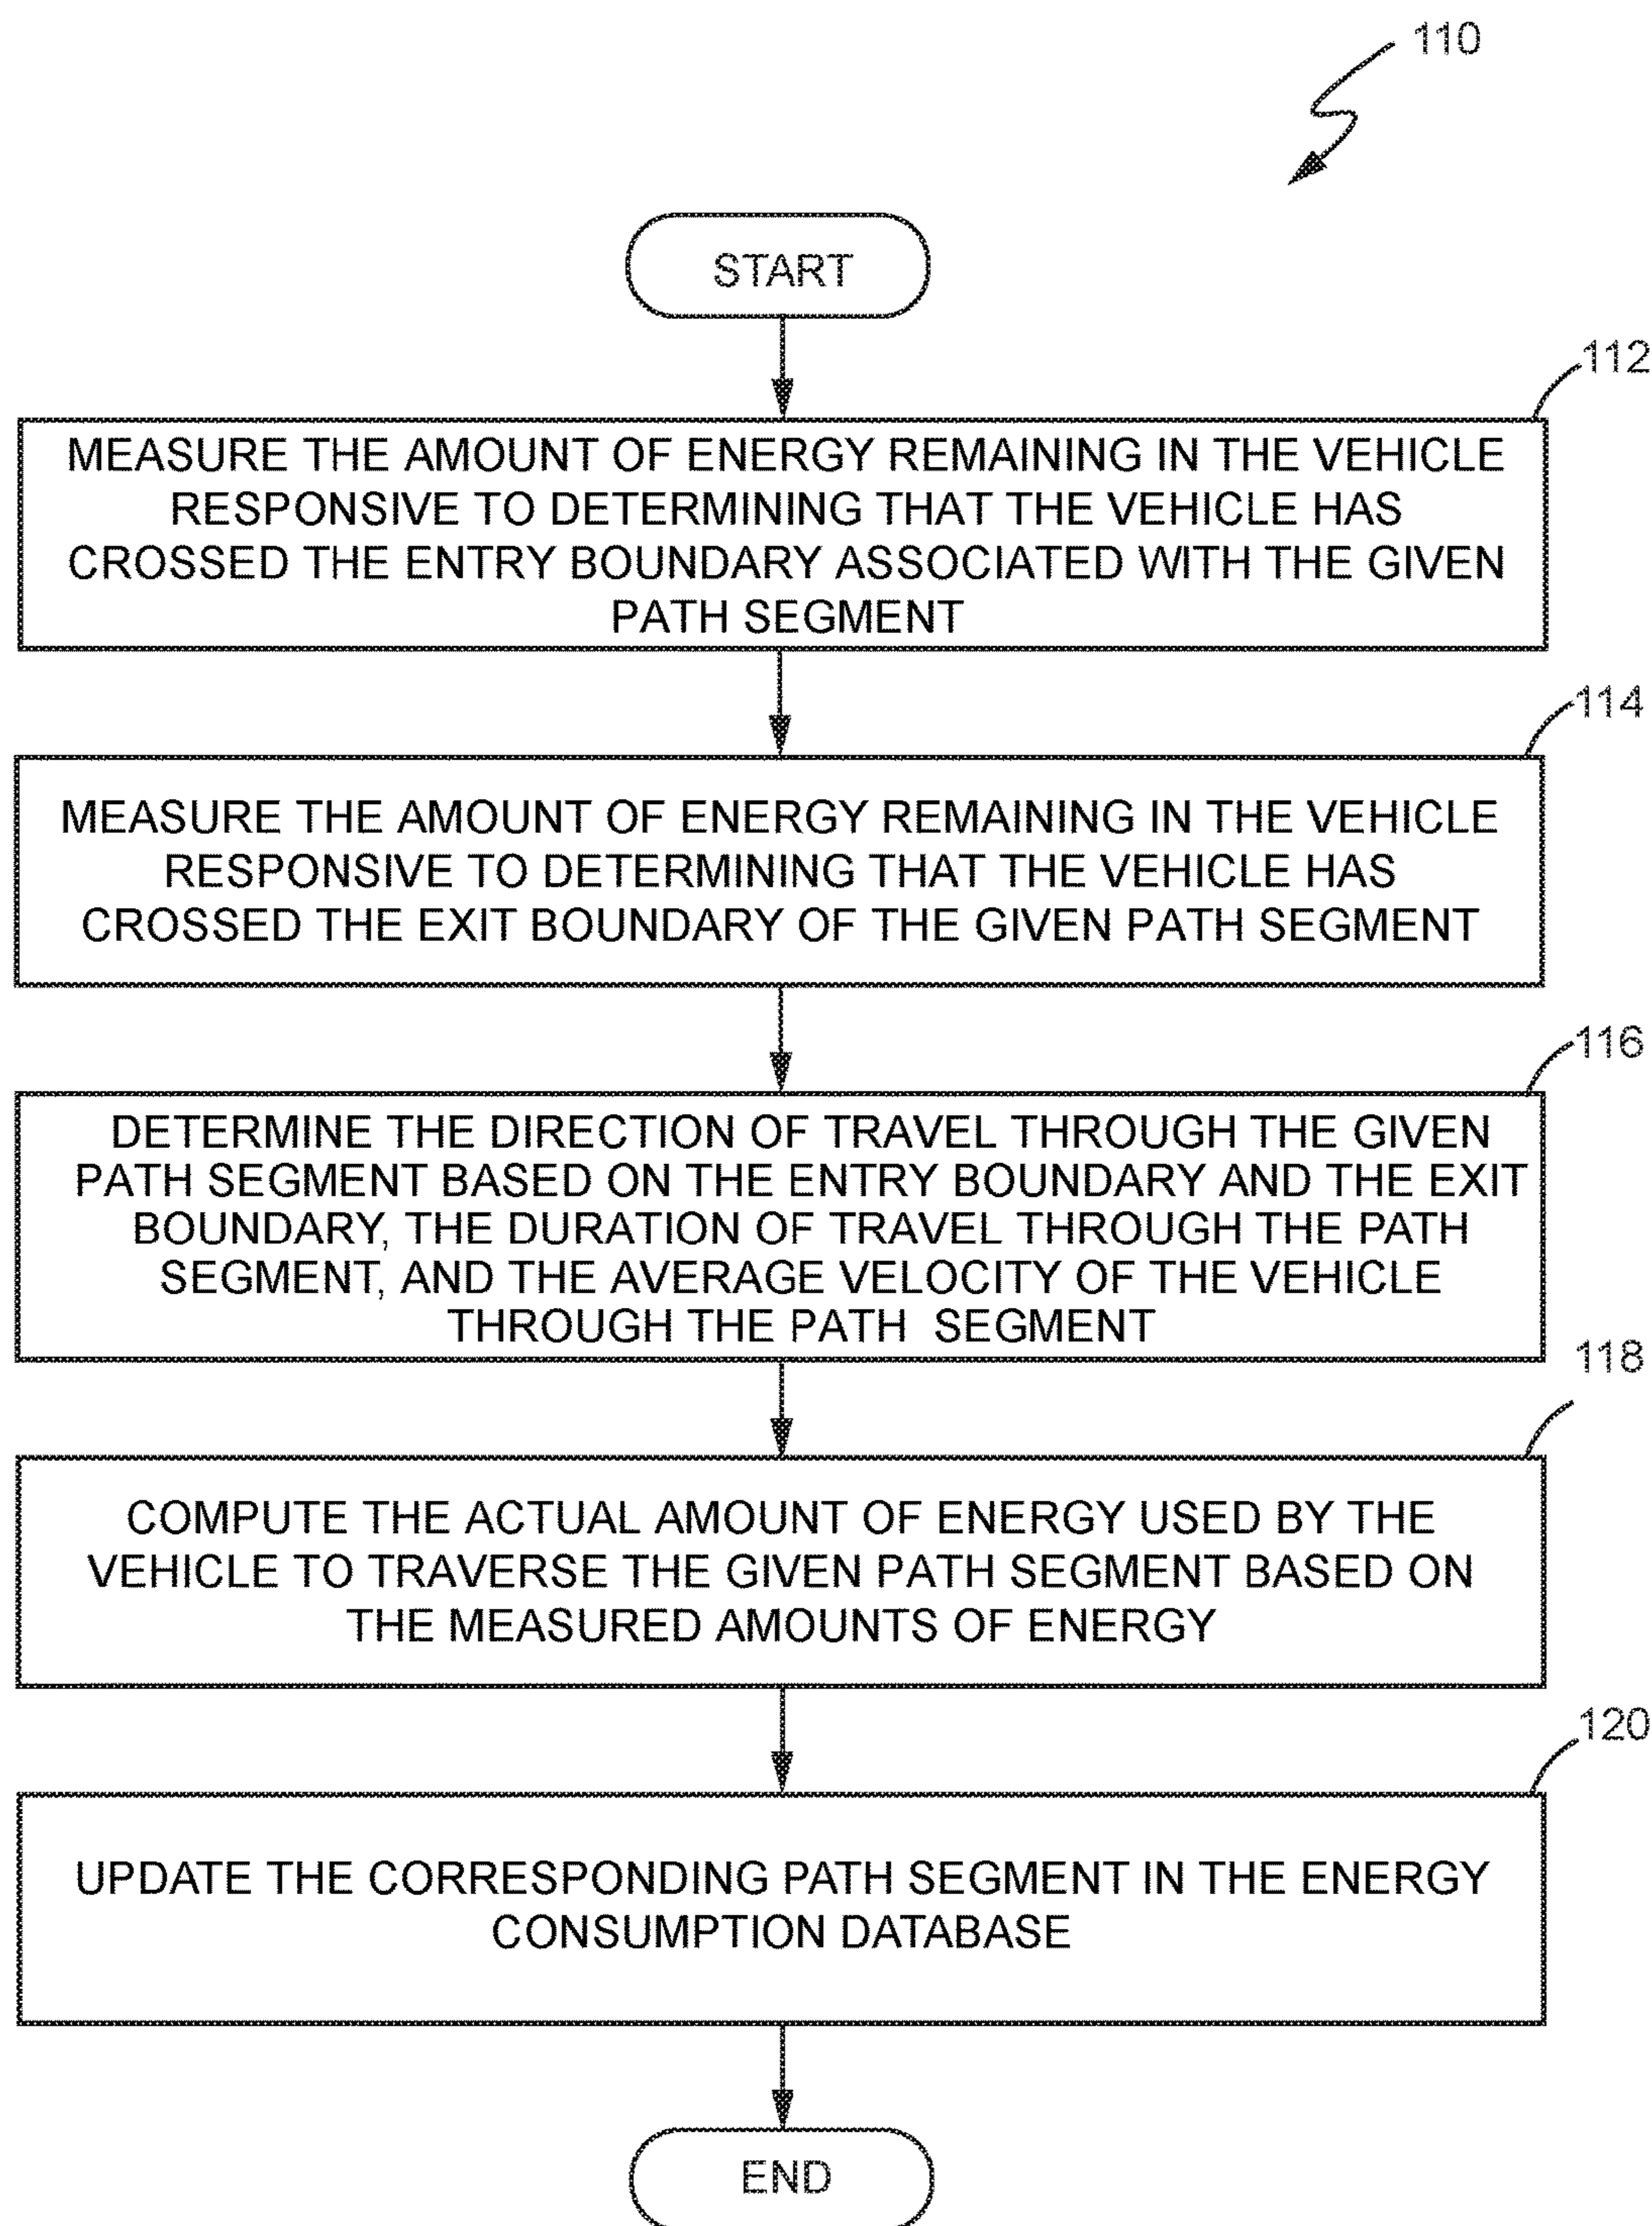 110
START
112
MEASURE THE AMOUNT OF ENERGY REMAINING IN THE VEHICLE
RESPONSIVE TO DETERMINING THAT THE VEHICLE HAS
CROSSED THE ENTRY BOUNDARY ASSOCIATED WITH THE GIVEN
PATH SEGMENT
114
MEASURE THE AMOUNT OF ENERGY REMAINING IN THE VEHICLE
RESPONSIVE TO DETERMINING THAT THE VEHICLE HAS
CROSSED THE EXIT BOUNDARY OF THE GIVEN PATH SEGMENT
116
DETERMINE THE DIRECTION OF TRAVEL THROUGH THE GIVEN
PATH SEGMENT BASED ON THE ENTRY BOUNDARY AND THE EXIT
BOUNDARY, THE DURATION OF TRAVEL THROUGH THE PATH
SEGMENT, AND THE AVERAGE VELOCITY OF THE VEHICLE
THROUGH THE PATH SEGMENT
118
COMPUTE THE ACTUAL AMOUNT OF ENERGY USED BY THE
VEHICLE TO TRAVERSE THE GIVEN PATH SEGMENT BASED ON
THE MEASURED AMOUNTS OF ENERGY
120
UPDATE THE CORRESPONDING PATH SEGMENT IN THE ENERGY
CONSUMPTION DATABASE
END